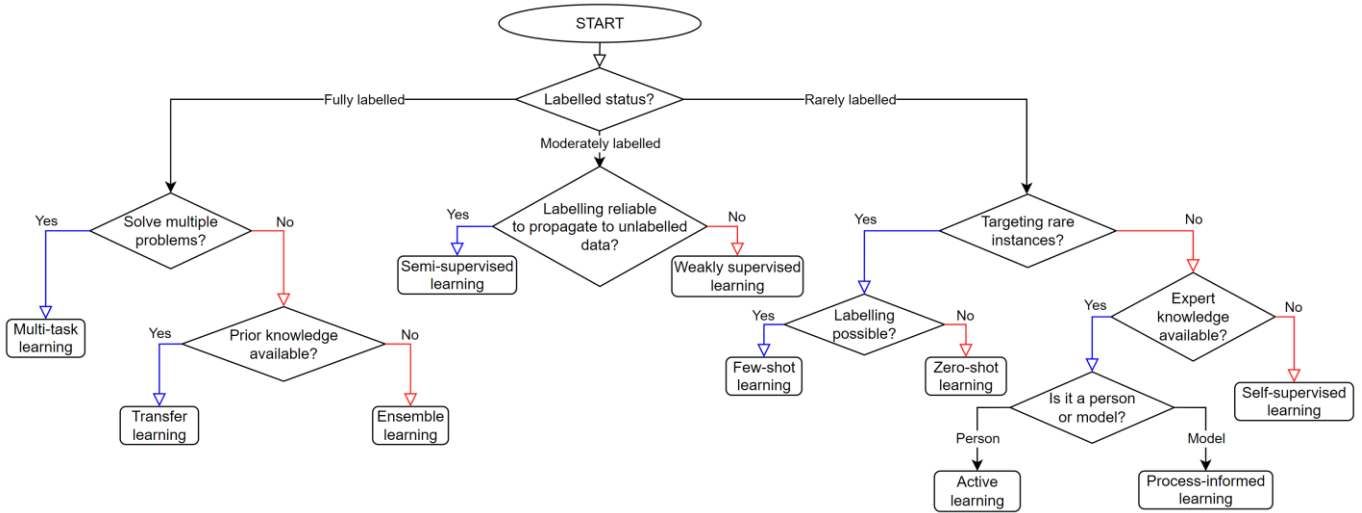 START
Labelled status?
Fully labelled
Rarely labelled
Moderately labelled
Solve multiple
problems?
Yes
No
Multi-task
learning
Prior knowledge
available?
Yes
No
Transfer
learning
Ensemble
learning
Labelling reliable
to propagate to unlabelled
data?
Yes
No
Semi-supervised
learning
Weakly supervised
learning
Targeting rare
instances?
Yes
No
Labelling
possible?
Yes
No
Few-shot
learning
Zero-shot
learning
Expert
knowledge
available?
Yes
No
Is it a person
or model?
Self-supervised
learning
Person
Model
Active
learning
Process-informed
learning